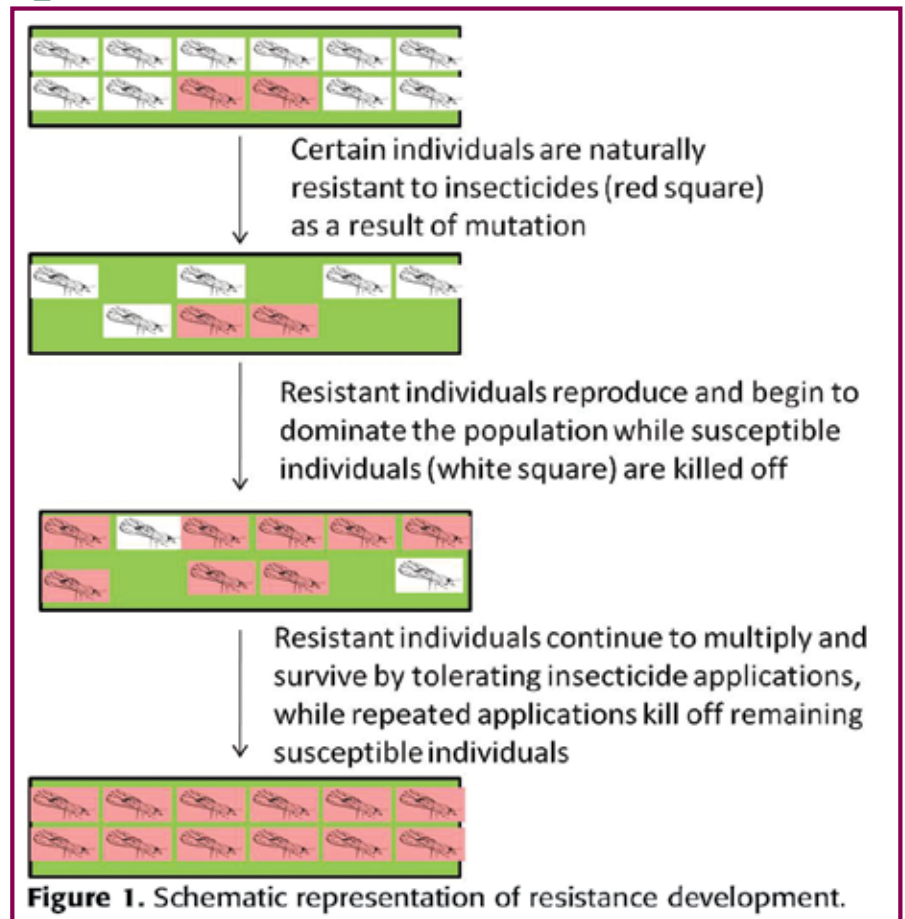 Certain individuals are naturally
resistant to insecticides (red square)
as a result of mutation
Resistant individuals reproduce and begin to
dominate the population while susceptible
individuals (white square) are killed off
Resistant individuals continue to multiply and
survive by tolerating insecticide applications,
while repeated applications kill off remaining
susceptible individuals
Figure 1. Schematic representation of resistance development.